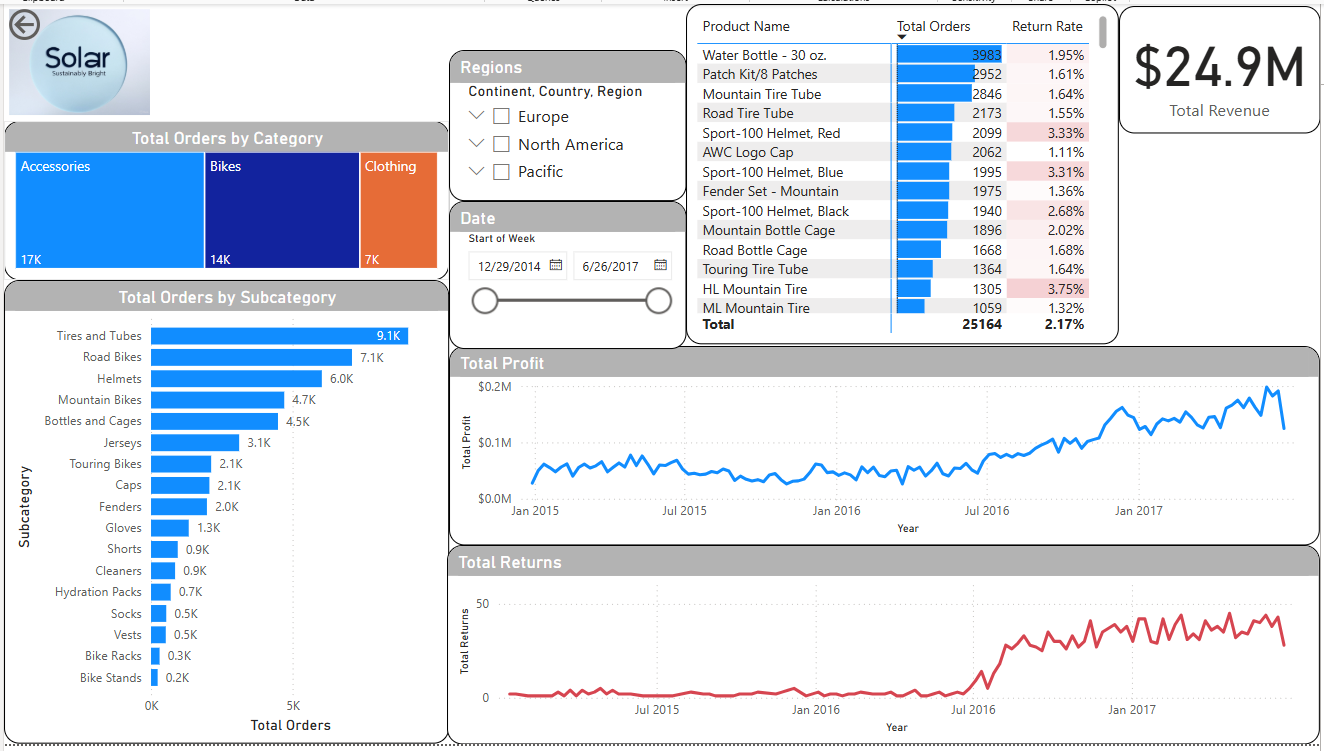 Solar
Sustainably Bright
Total Orders by Category
Accessories
17K
Bikes
14K
Clothing
7K
Total Orders by Subcategory
Subcategory
Tires and Tubes 9.1K
Road Bikes 7.1K
Helmets 6.0K
Mountain Bikes 4.7K
Bottles and Cages 4.5K
Jerseys 3.1K
Touring Bikes 2.1K
Caps 2.1K
Fenders 2.0K
Gloves 1.3K
Shorts 0.9K
Cleaners 0.9K
Hydration Packs 0.7K
Socks 0.5K
Vests 0.5K
Bike Racks 0.3K
Bike Stands 0.2K
0K 5K
Total Orders
Regions
Continent, Country, Region
Europe
North America
Pacific
Date
Start of Week
12/29/2014 6/26/2017
Product Name Total Orders Return Rate
Water Bottle - 30 oz. 3983 1.95%
Patch Kit/8 Patches 2952 1.61%
Mountain Tire Tube 2846 1.64%
Road Tire Tube 2173 1.55%
Sport-100 Helmet, Red 2099 3.33%
AWC Logo Cap 2062 1.11%
Sport-100 Helmet, Blue 1995 3.31%
Fender Set - Mountain 1975 1.36%
Sport-100 Helmet, Black 1940 2.68%
Mountain Bottle Cage 1896 2.02%
Road Bottle Cage 1668 1.68%
Touring Tire Tube 1364 1.64%
HL Mountain Tire 1305 3.75%
ML Mountain Tire 1059 1.32%
Total 25164 2.17%
$24.9M
Total Revenue
Total Profit
Total Profit
$0.2M
$0.1M
$0.0M
Jan 2015 Jul 2015 Jan 2016 Jul 2016 Jan 2017
Year
Total Returns
Total Returns
50
0
Jul 2015 Jan 2016 Jul 2016 Jan 2017
Year